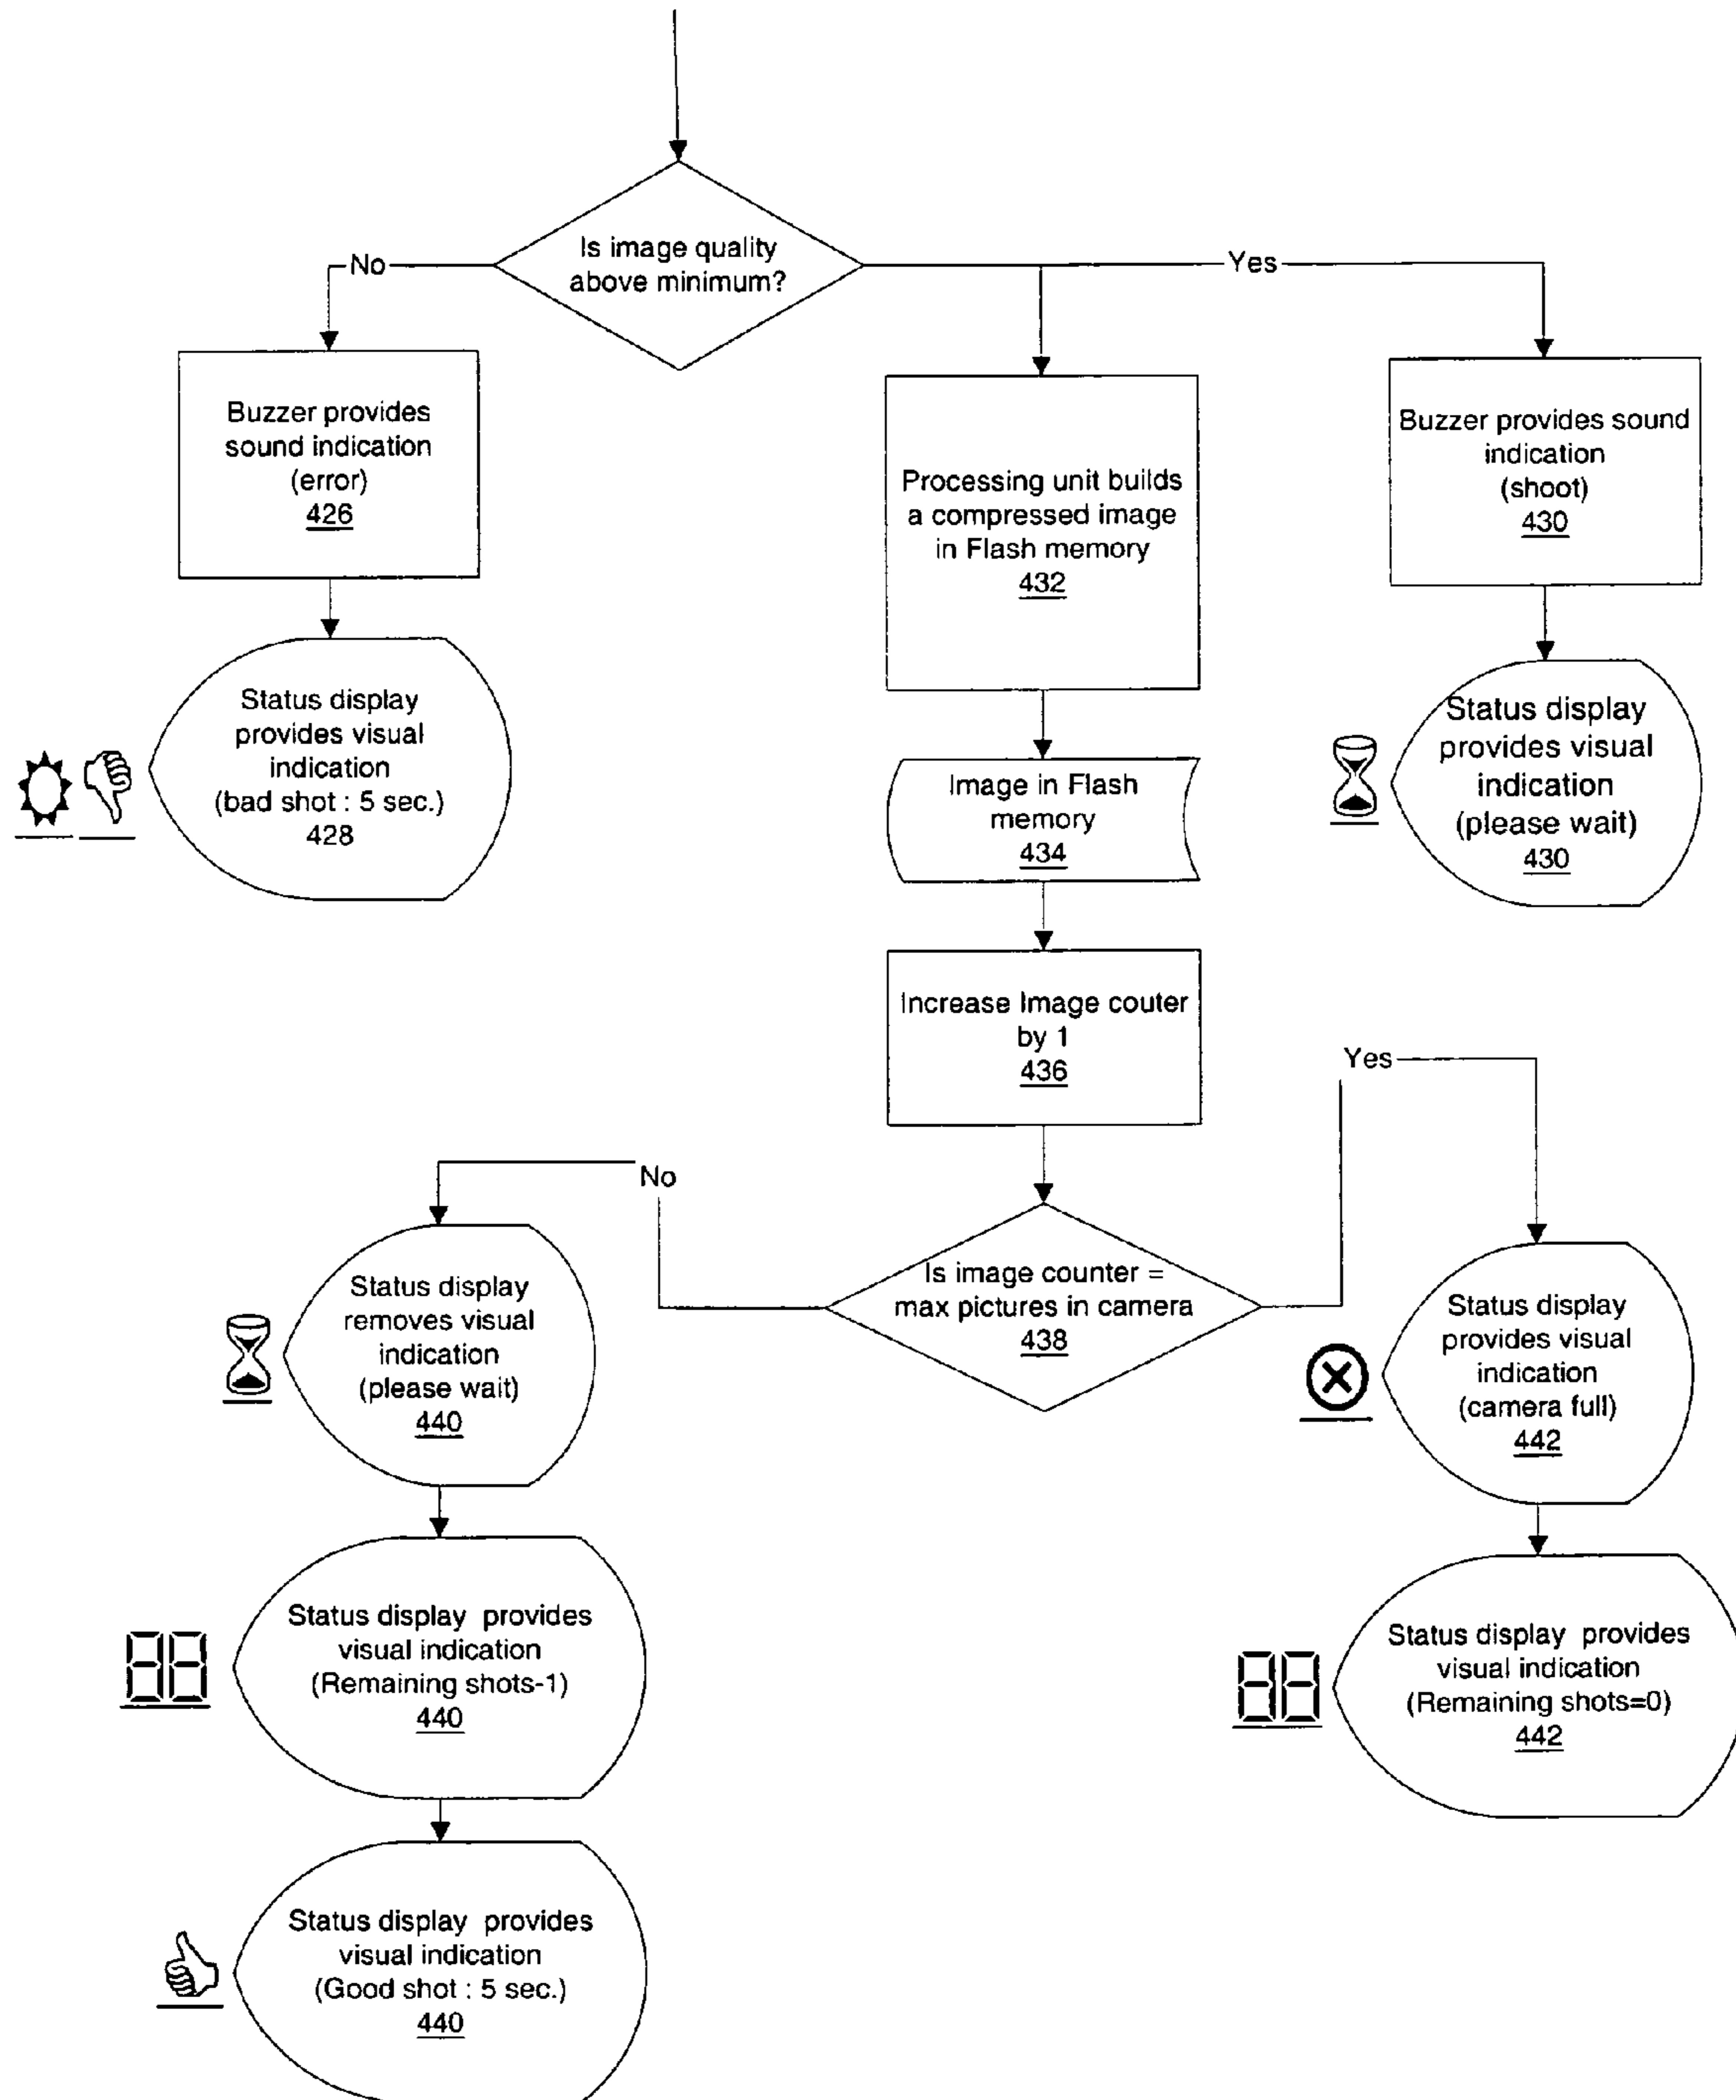 Is image quality
above minimum?
No
Yes
Buzzer provides
sound indication
(error)
426
Processing unit builds
a compressed image
in Flash memory
432
Buzzer provides sound
indication
(shoot)
430
Status display
provides visual
indication
(bad shot : 5 sec.)
428
Image in Flash
memory
434
Status display
provides visual
indication
(please wait)
430
Increase Image couter
by 1
436
Yes
No
Is image counter =
max pictures in camera
438
Status display
removes visual
indication
(please wait)
440
Status display
provides visual
indication
(camera full)
442
Status display provides
visual indication
(Remaining shots-1)
440
Status display provides
visual indication
(Remaining shots=0)
442
Status display provides
visual indication
(Good shot : 5 sec.)
440